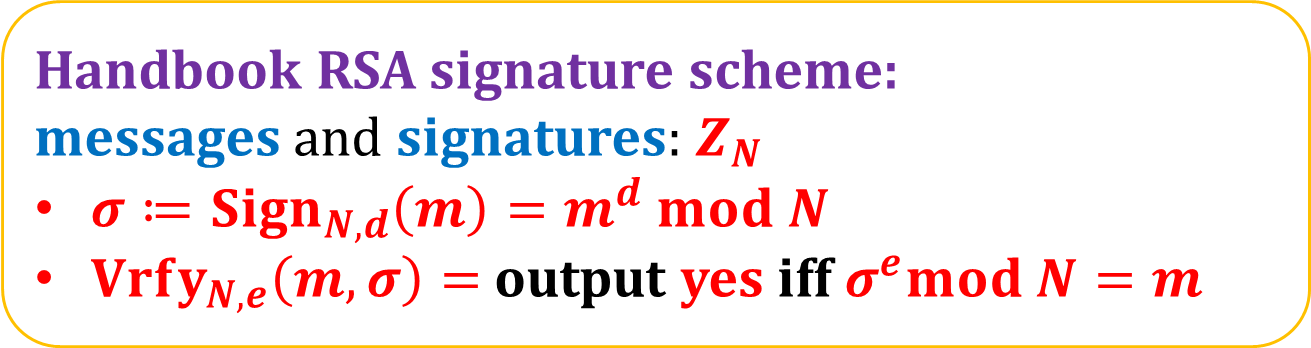 Handbook RSA signature scheme:
messages and signatures: Z_N
• σ ≔ Sign_{N,d}(m) = m^d mod N
• Vrfy_{N,e}(m, σ) = output yes iff σ^e mod N = m